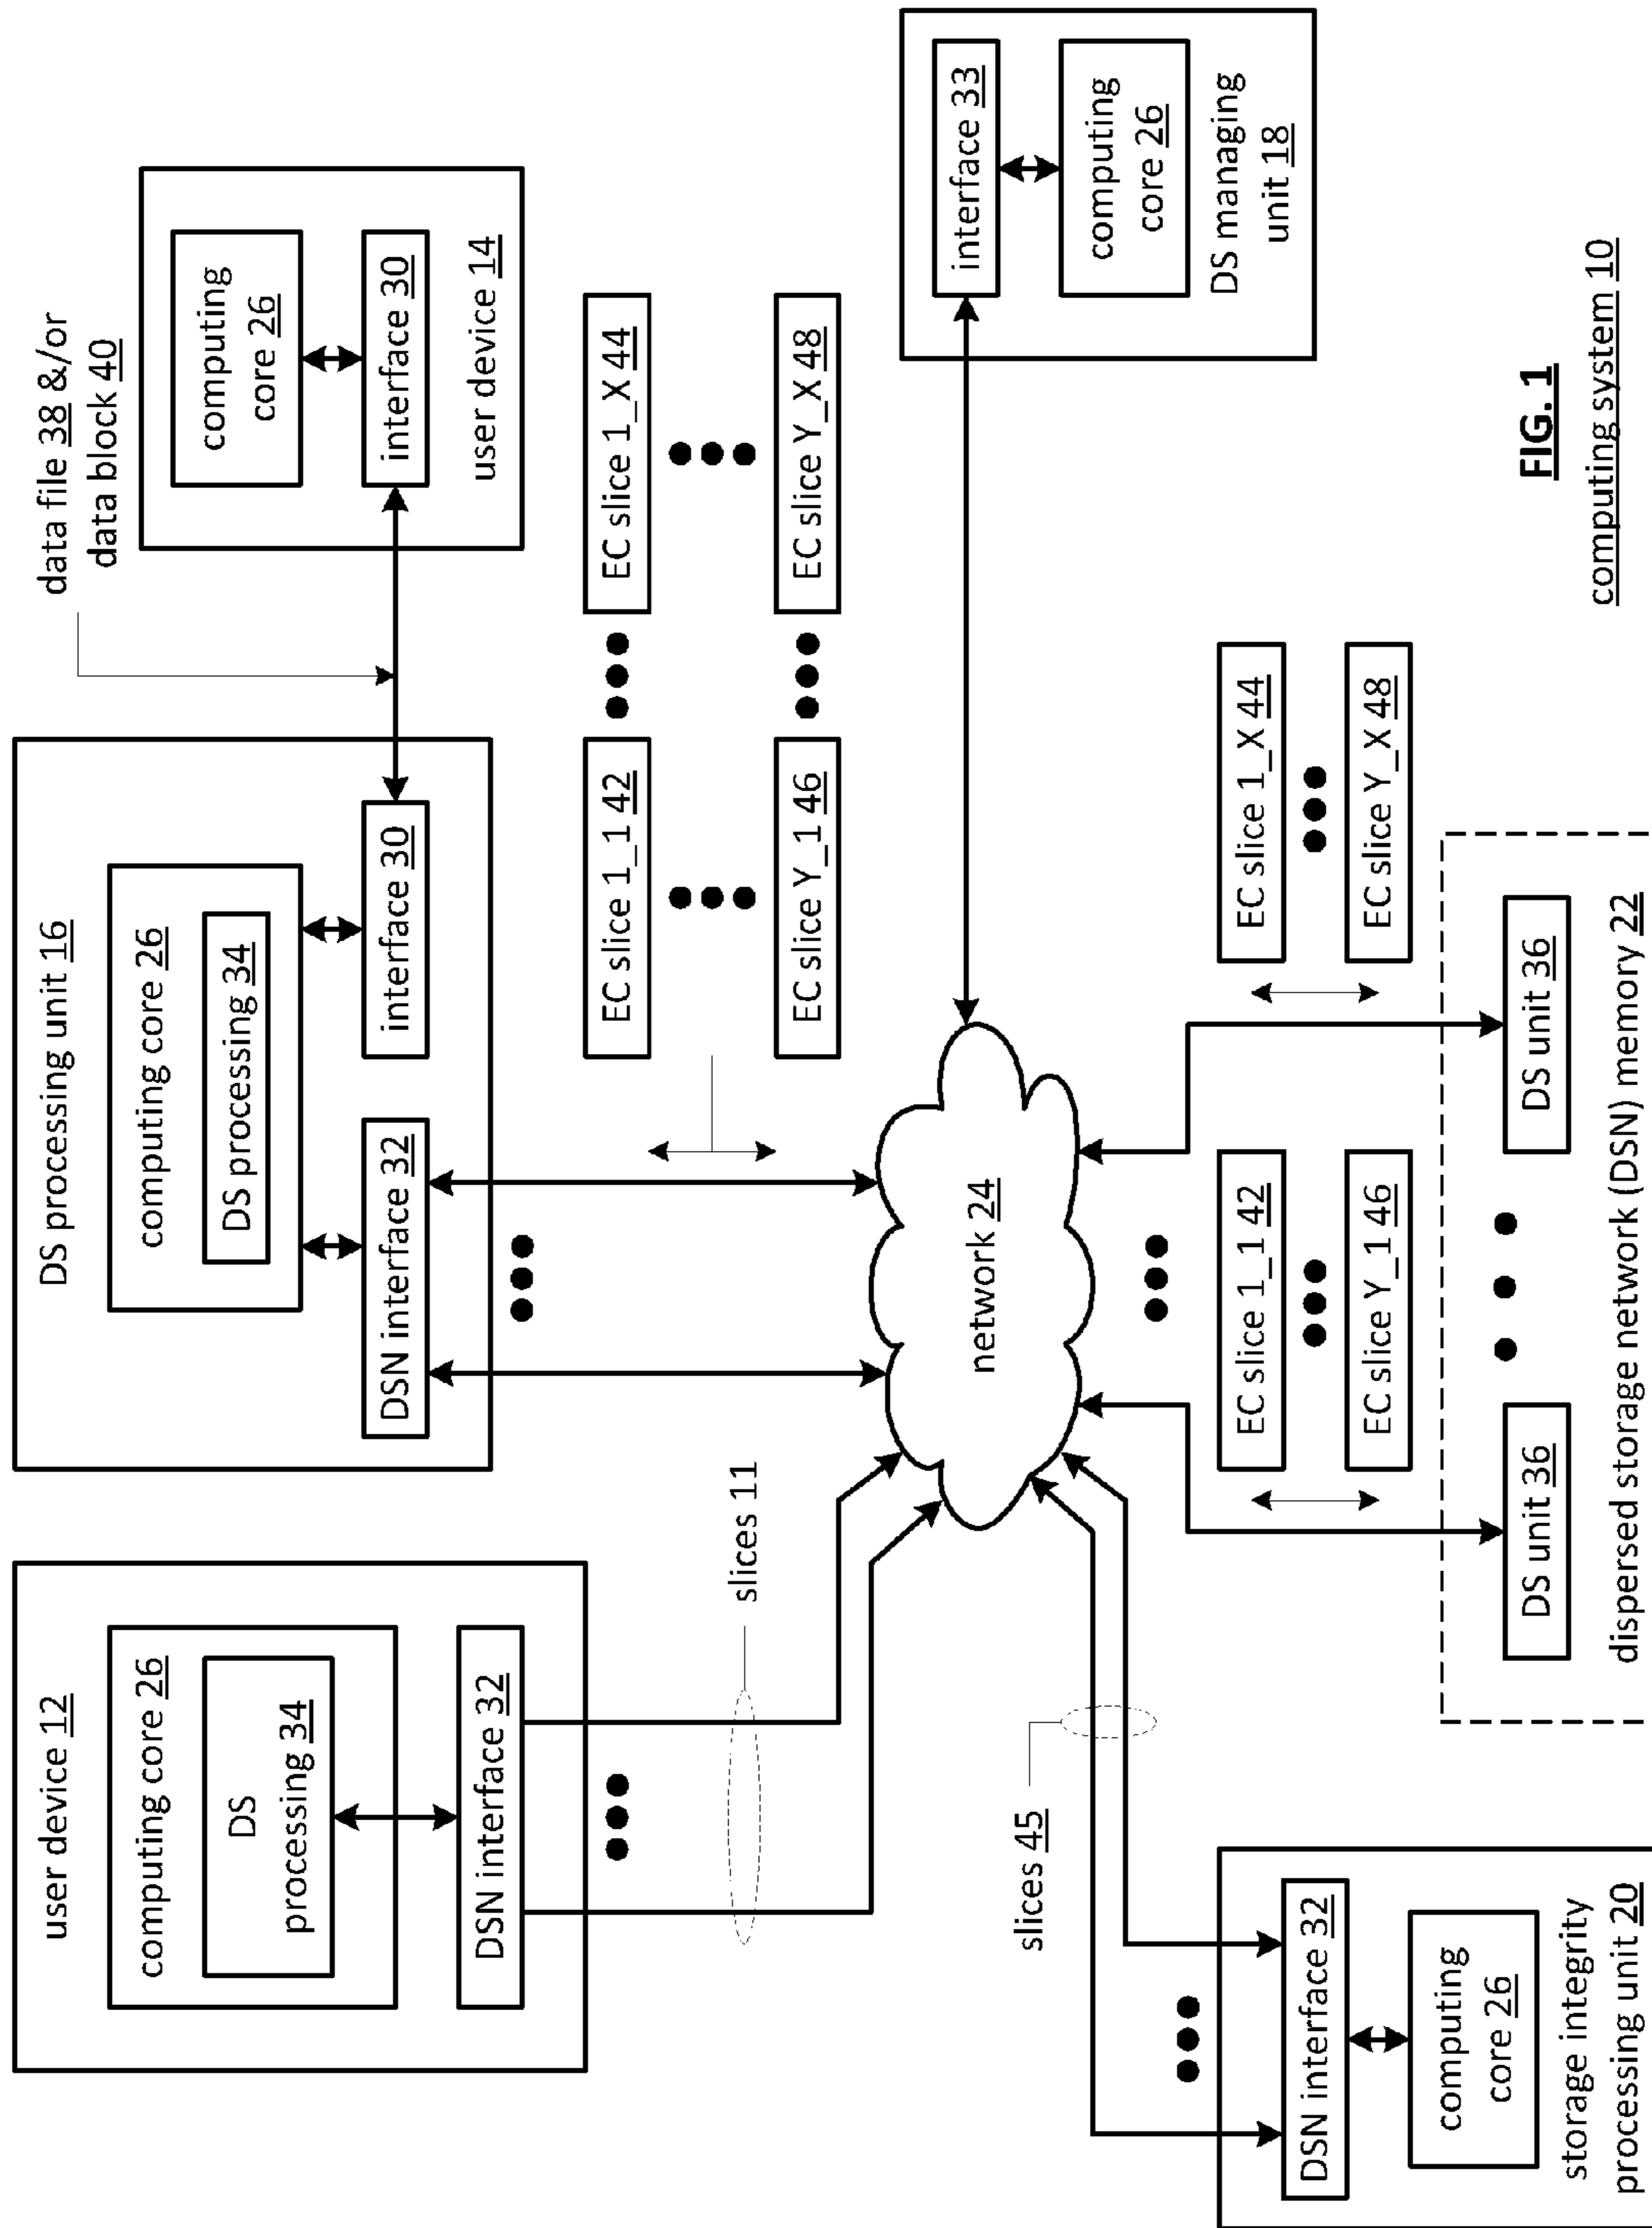 user device 12
computing core 26
DS
processing 34
DSN interface 32
slices 11
DS processing unit 16
computing core 26
DS processing 34
DSN interface 32
interface 30
data file 38 &/or
data block 40
computing
core 26
interface 30
user device 14
EC slice 1_1 42
EC slice 1_X 44
EC slice Y_1 46
EC slice Y_X 48
network 24
interface 33
computing
core 26
DS managing
unit 18
slices 45
DSN interface 32
computing
core 26
storage integrity
processing unit 20
EC slice 1_1 42
EC slice Y_1 46
EC slice 1_X 44
EC slice Y_X 48
DS unit 36
DS unit 36
dispersed storage network (DSN) memory 22
FIG. 1
computing system 10